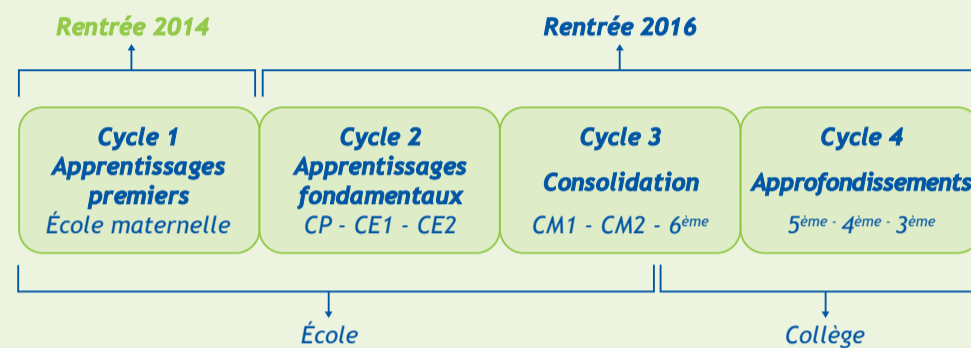 Rentrée 2014
Rentrée 2016
Cycle 1
Apprentissages
premiers
École maternelle
Cycle 2
Apprentissages
fondamentaux
CP - CE1 - CE2
Cycle 3
Consolidation
CM1 - CM2 - 6ème
Cycle 4
Approfondissements
5ème - 4ème - 3ème
École
Collège